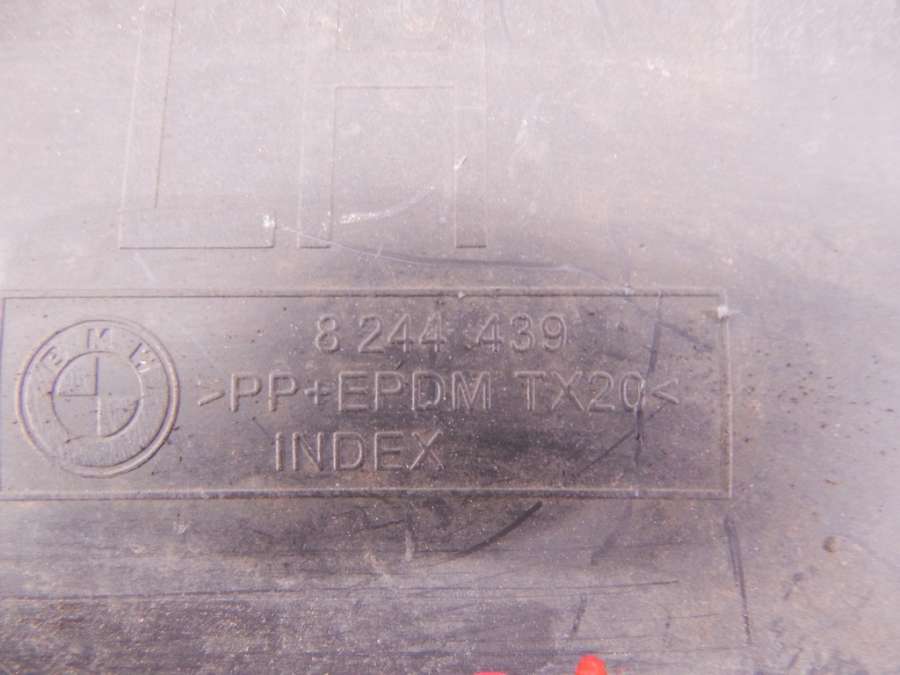 BMW
8 244 439
>PP+EPDM TX20<
INDEX